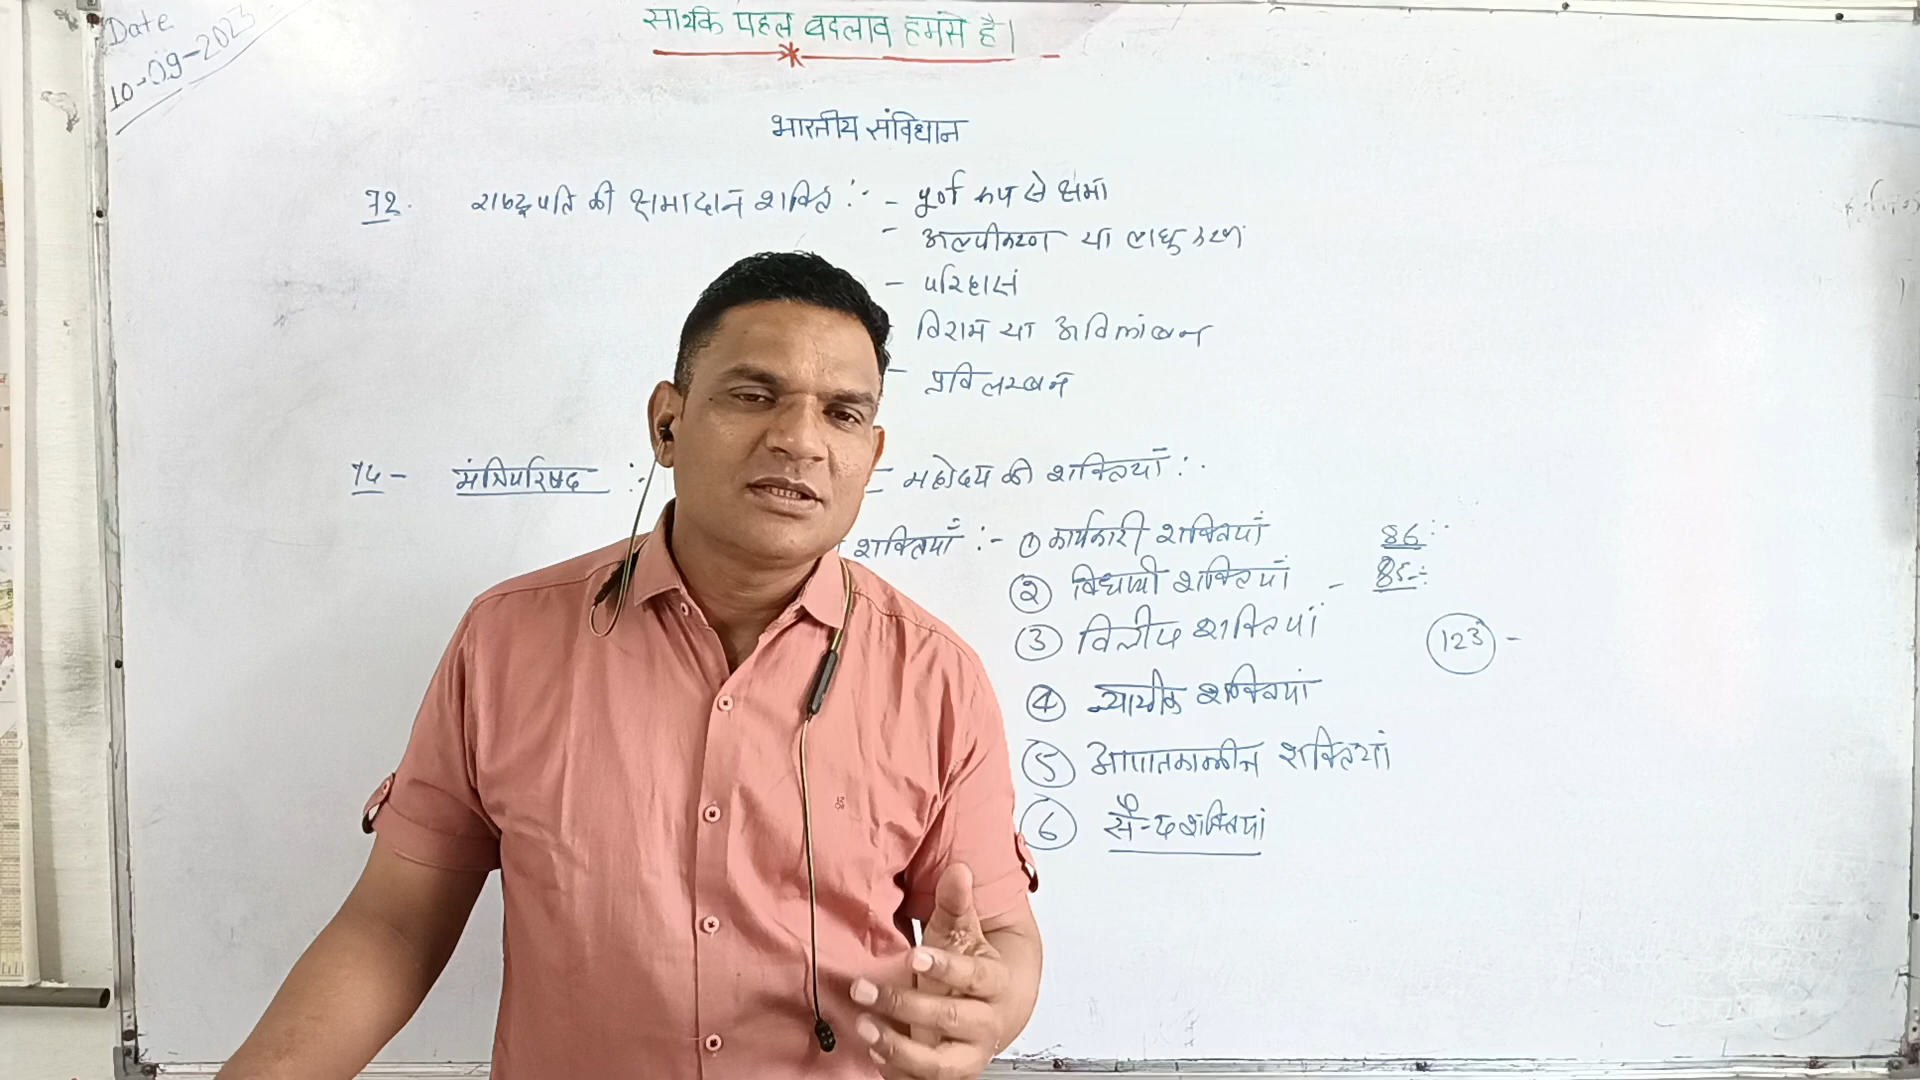 Date
10-09-2023
सार्थक पहल बदलाव हमसे है।
भारतीय संविधान
72. राष्ट्रपति की क्षमादान शक्ति :- - पूर्ण रूप से क्षमा
- अल्पीकरण या लाघुकरण
- परिहास
विराम या अविलंबन
- प्रविलम्बन
74 - मंत्रिपरिषद :- महोदय की शक्तियाँ :-
शक्तियाँ :- ① कार्यकारी शक्तियाँ 86 :-
② विधायी शक्तियाँ - 85 :-
③ वित्तीय शक्तियां 123 -
④ न्यायीक शक्तियां
⑤ आपातकालीन शक्तियां
⑥ सैन्य शक्तियां